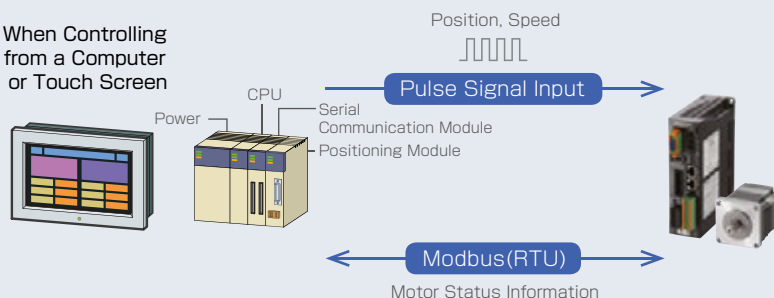 When Controlling
from a Computer
or Touch Screen
Position, Speed
Pulse Signal Input
CPU
Power
Serial
Communication Module
Positioning Module
Modbus(RTU)
Motor Status Information